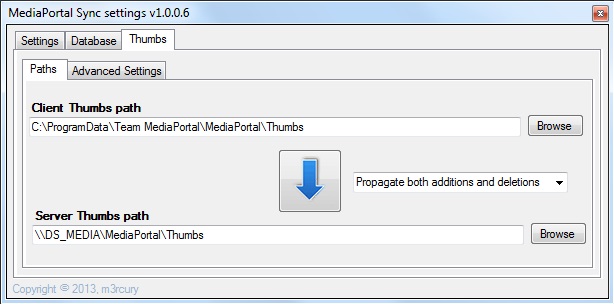 MediaPortal Sync settings v1.0.0.6
Settings Database Thumbs
Paths Advanced Settings
Client Thumbs path
C:\ProgramData\Team MediaPortal\MediaPortal\Thumbs Browse
Propagate both additions and deletions
Server Thumbs path
\\DS_MEDIA\MediaPortal\Thumbs Browse
Copyright © 2013, m3rcury